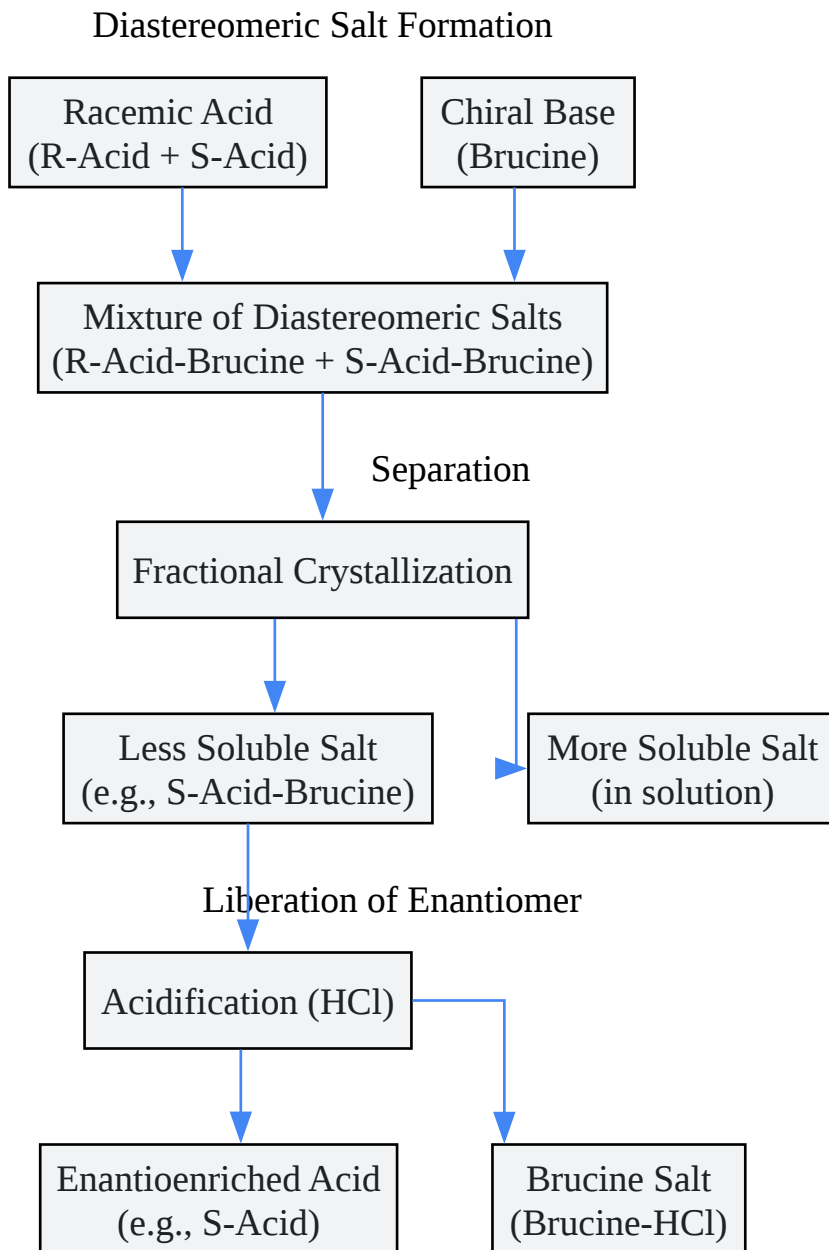 Diastereomeric Salt Formation
Racemic Acid
(R-Acid + S-Acid)
Chiral Base
(Brucine)
Mixture of Diastereomeric Salts
(R-Acid-Brucine + S-Acid-Brucine)
Separation
Fractional Crystallization
Less Soluble Salt
(e.g., S-Acid-Brucine)
More Soluble Salt
(in solution)
Liberation of Enantiomer
Acidification (HCl)
Enantioenriched Acid
(e.g., S-Acid)
Brucine Salt
(Brucine-HCl)